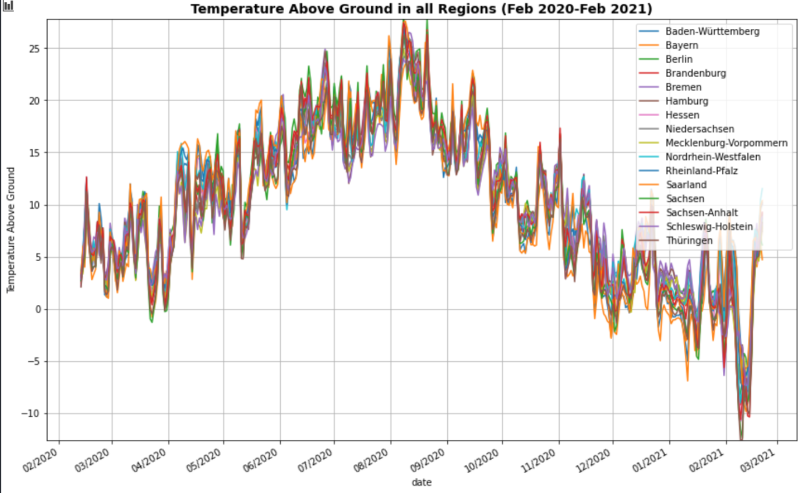 Temperature Above Ground in all Regions (Feb 2020-Feb 2021)
Baden-Württemberg
Bayern
Berlin
Brandenburg
Bremen
Hamburg
Hessen
Niedersachsen
Mecklenburg-Vorpommern
Nordrhein-Westfalen
Rheinland-Pfalz
Saarland
Sachsen
Sachsen-Anhalt
Schleswig-Holstein
Thüringen
Temperature Above Ground
25
20
15
10
5
0
−5
−10
02/2020
03/2020
04/2020
05/2020
06/2020
07/2020
08/2020
09/2020
10/2020
11/2020
12/2020
01/2021
02/2021
03/2021
date